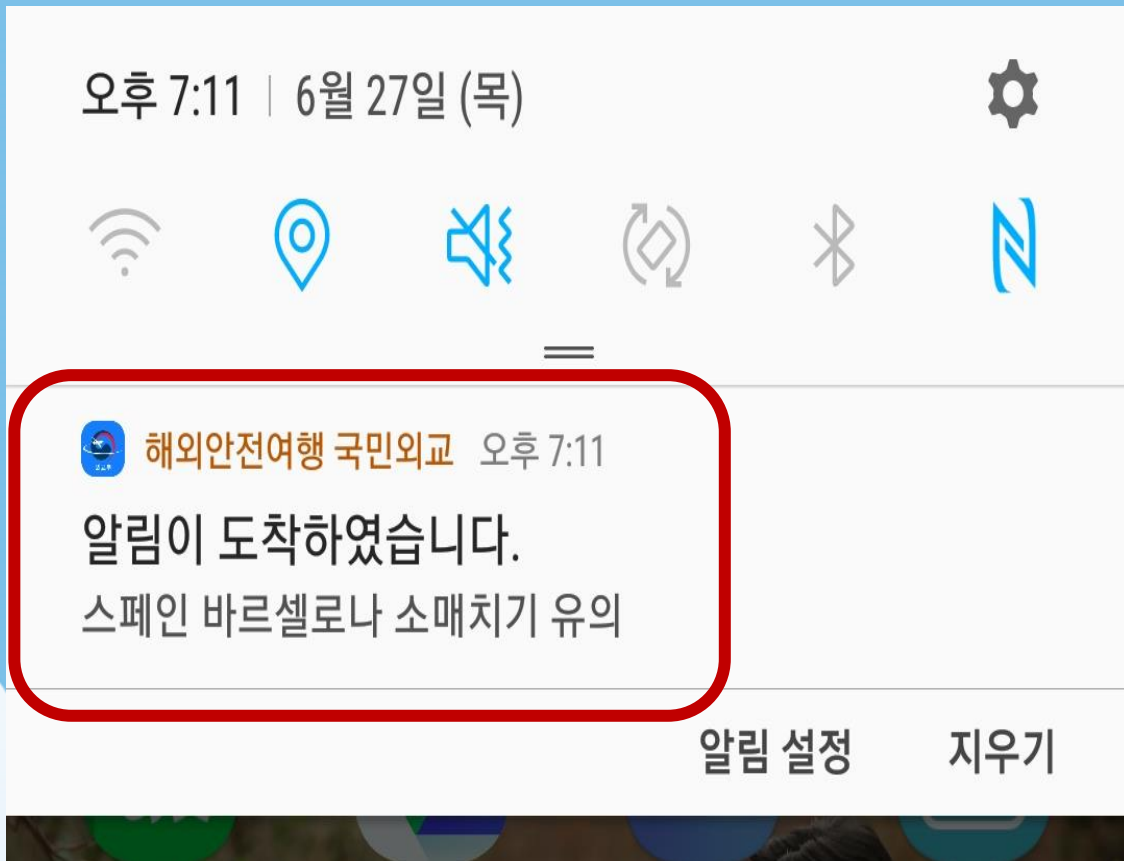 오후 7:11 | 6월 27일 (목)
해외안전여행 국민외교 오후 7:11
알림이 도착하였습니다.
스페인 바르셀로나 소매치기 유의
알림 설정 지우기